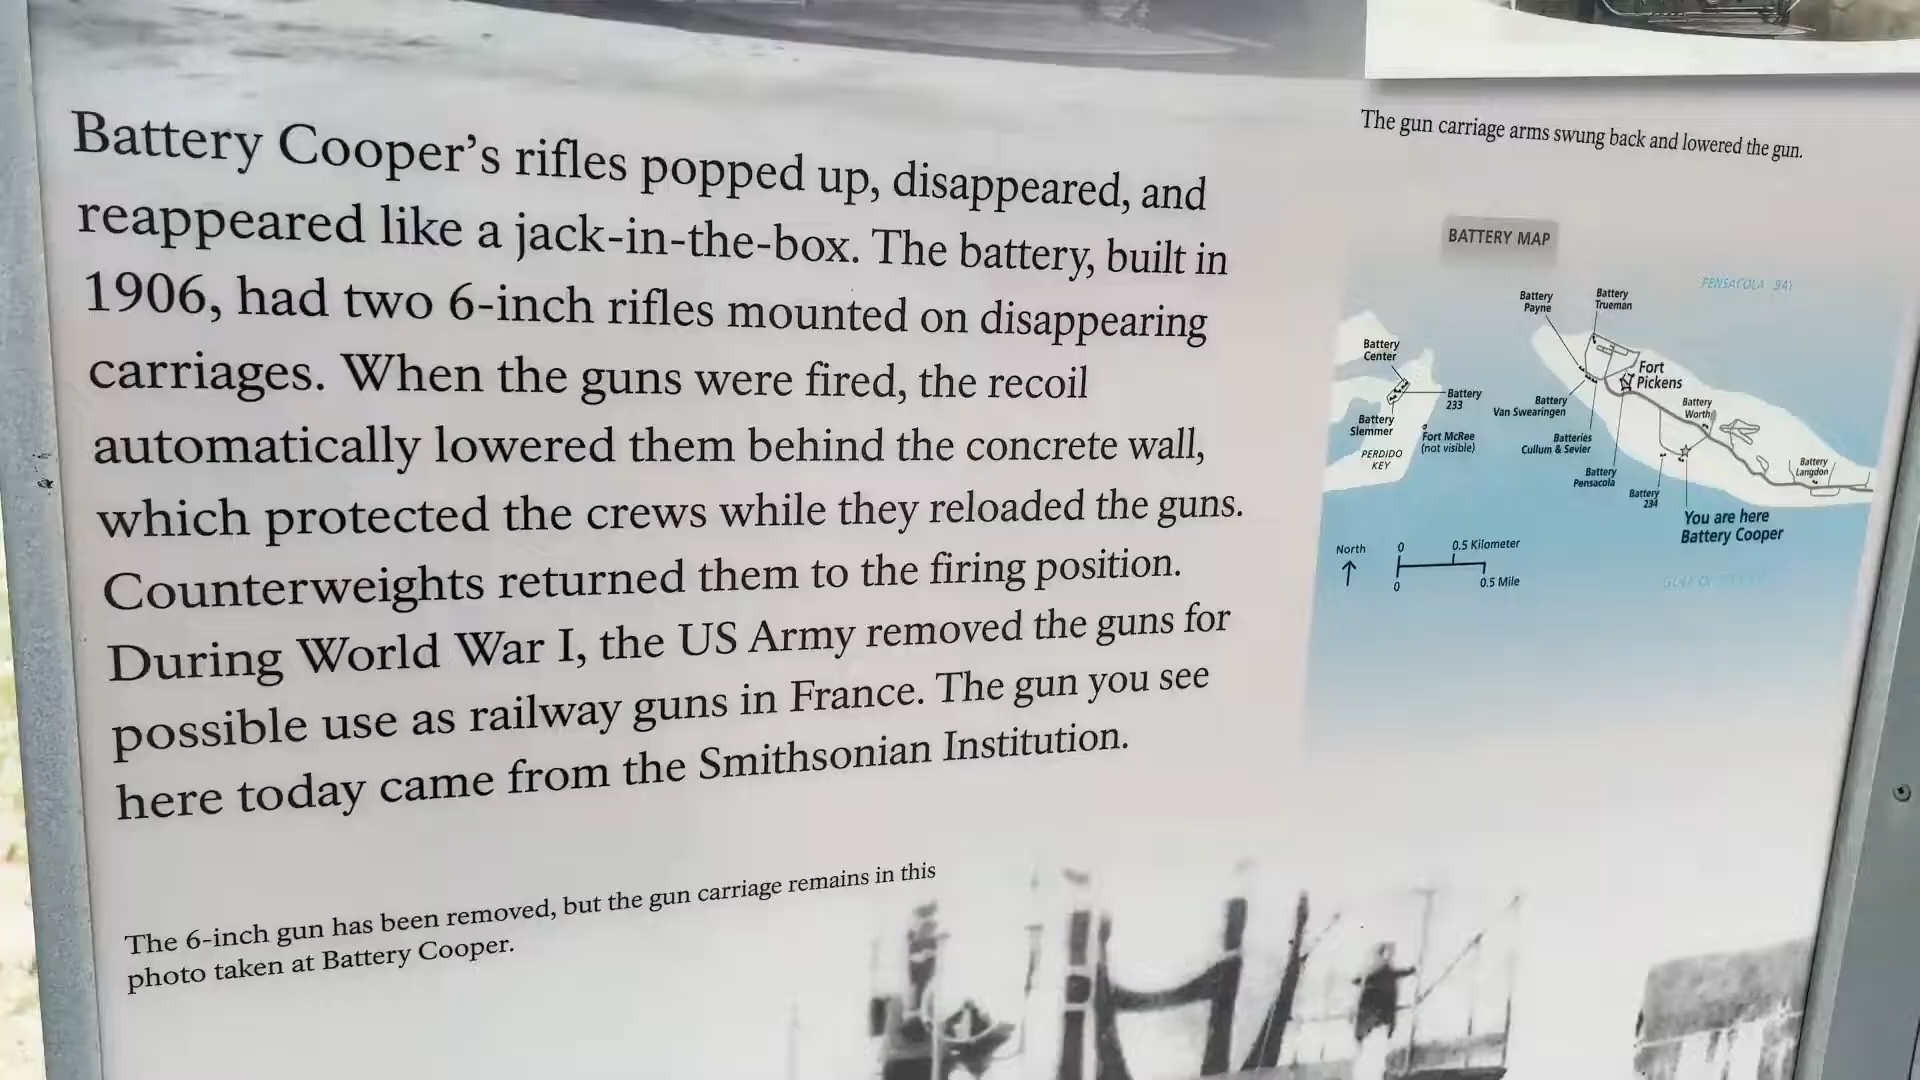 Battery Cooper's rifles popped up, disappeared, and
reappeared like a jack-in-the-box. The battery, built in
1906, had two 6-inch rifles mounted on disappearing
carriages. When the guns were fired, the recoil
automatically lowered them behind the concrete wall,
which protected the crews while they reloaded the guns.
Counterweights returned them to the firing position.
During World War I, the US Army removed the guns for
possible use as railway guns in France. The gun you see
here today came from the Smithsonian Institution.
The 6-inch gun has been removed, but the gun carriage remains in this
photo taken at Battery Cooper.
The gun carriage arms swung back and lowered the gun.
BATTERY MAP
PENSACOLA
Battery
Payne
Battery
Trueman
Battery
Center
Battery
233
Battery
Slemmer
Fort McRee
(not visible)
PERDIDO
KEY
Fort
Pickens
Battery
Worth
Battery
Van Swearingen
Batteries
Cullum & Sevier
Battery
Pensacola
Battery
234
Battery
Langdon
You are here
Battery Cooper
North
0
0.5 Kilometer
0
0.5 Mile
GULF OF